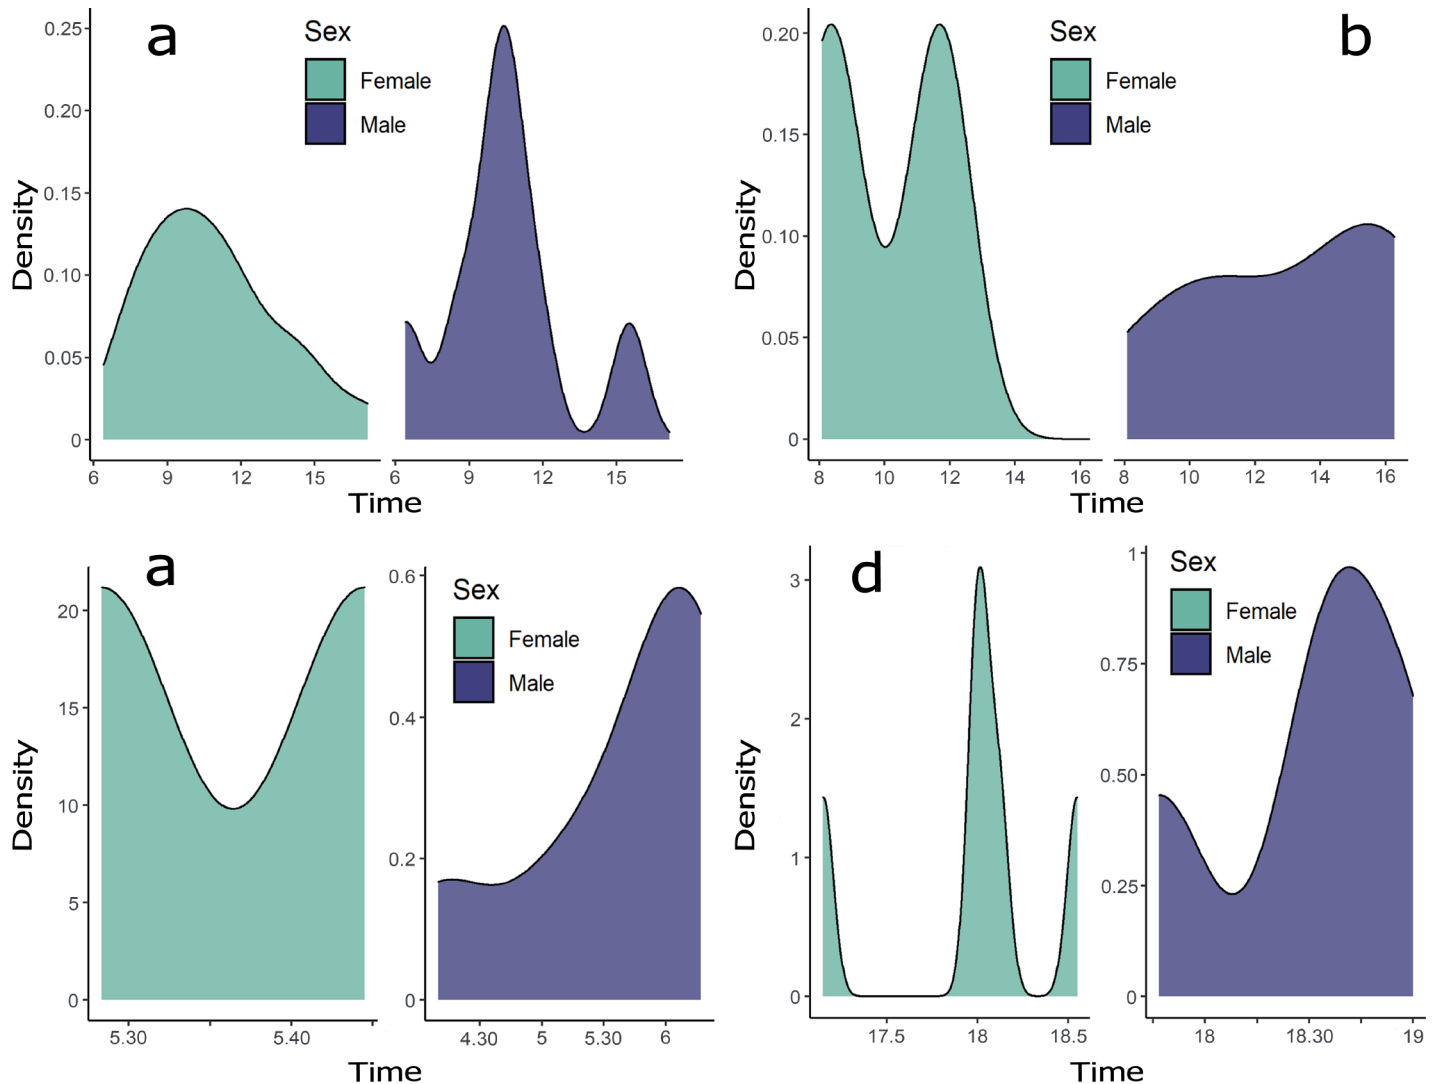 a
Sex
Female
Male
Density
0.25
0.20
0.15
0.10
0.05
0
6 9 12 15
6 9 12 15
Time
b
Sex
Female
Male
Density
0.20
0.15
0.10
0.05
0
8 10 12 14 16
8 10 12 14 16
Time
a
Density
20
15
10
5
0
5.30 5.40
Sex
Female
Male
0.6
0.4
0.2
0
4.30 5 5.30 6
Time
d
Density
3
2
1
0
17.5 18 18.5
Sex
Female
Male
1
0.75
0.50
0.25
0
18 18.30 19
Time